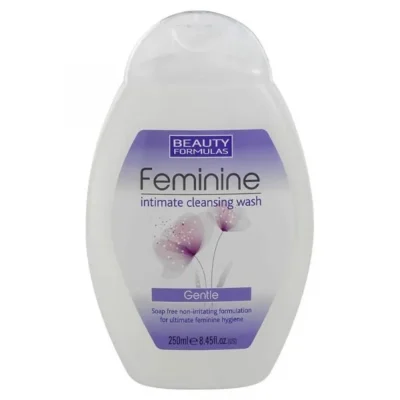 BEAUTY
FORMULAS
Feminine
intimate cleansing wash
Gentle
Soap free non-irritating formulation
for ultimate feminine hygiene
250ml e 8.45fl.oz